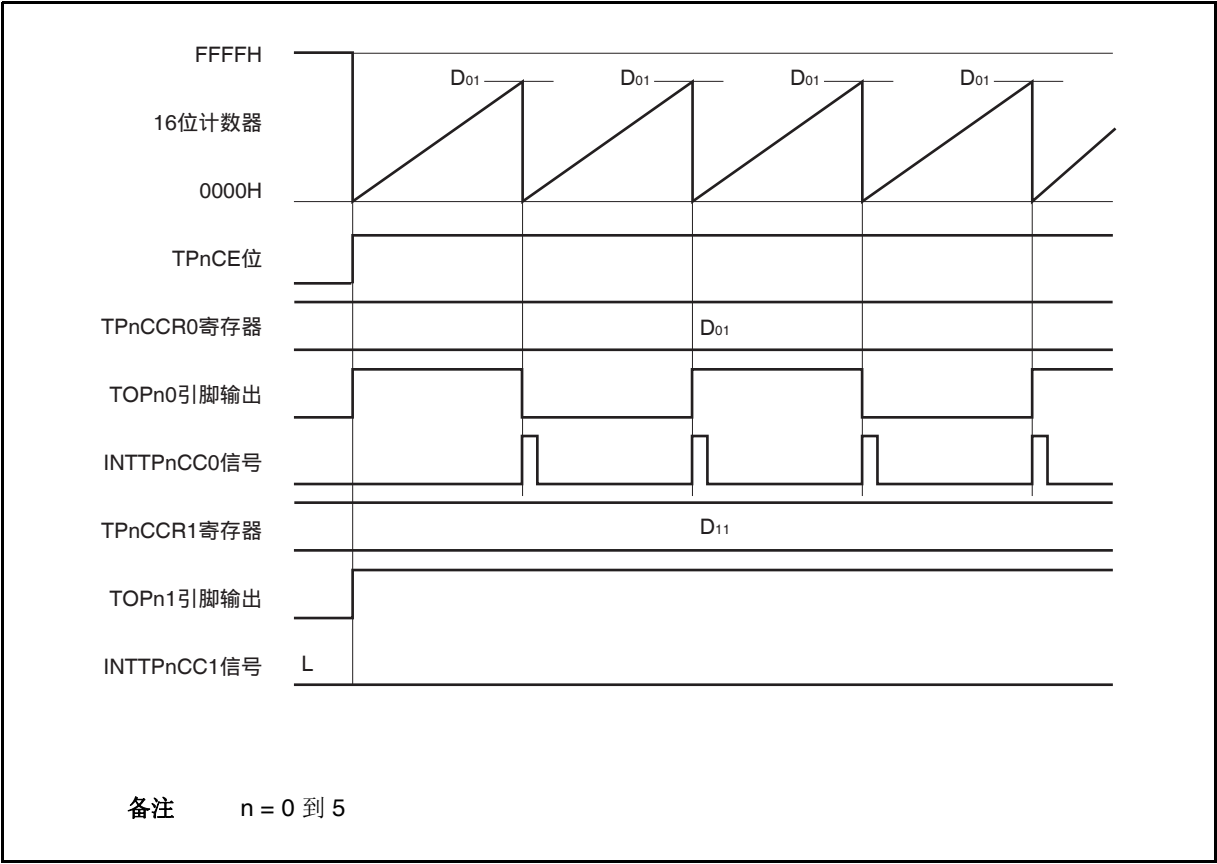 FFFFH
D01 D01 D01 D01
16位计数器
0000H
TPnCE位
TPnCCR0寄存器 D01
TOPn0引脚输出
INTTPnCC0信号
TPnCCR1寄存器 D11
TOPn1引脚输出
INTTPnCC1信号 L
备注 n = 0 到 5